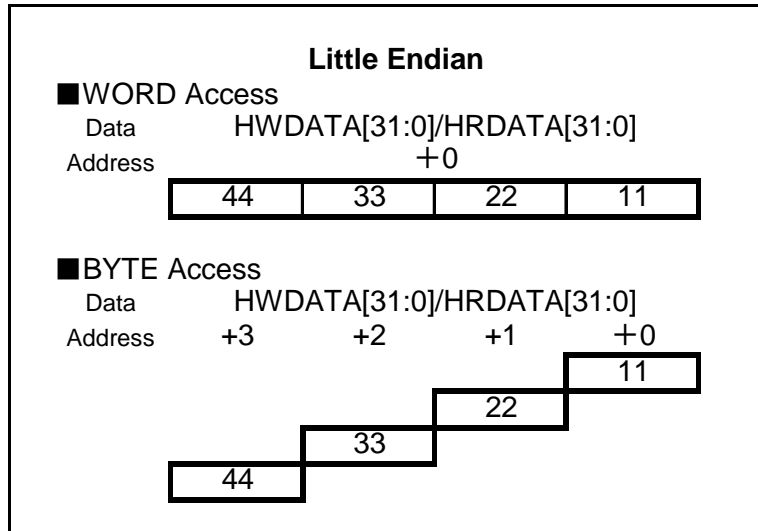 Little Endian
■WORD Access
Data HWDATA[31:0]/HRDATA[31:0]
Address +0
44 33 22 11
■BYTE Access
Data HWDATA[31:0]/HRDATA[31:0]
Address +3 +2 +1 +0
11
22
33
44